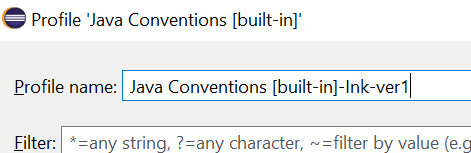 Profile 'Java Conventions [built-in]'
Profile name: Java Conventions [built-in]-Ink-ver1
Filter: *=any string, ?=any character, ~=filter by value (e.g